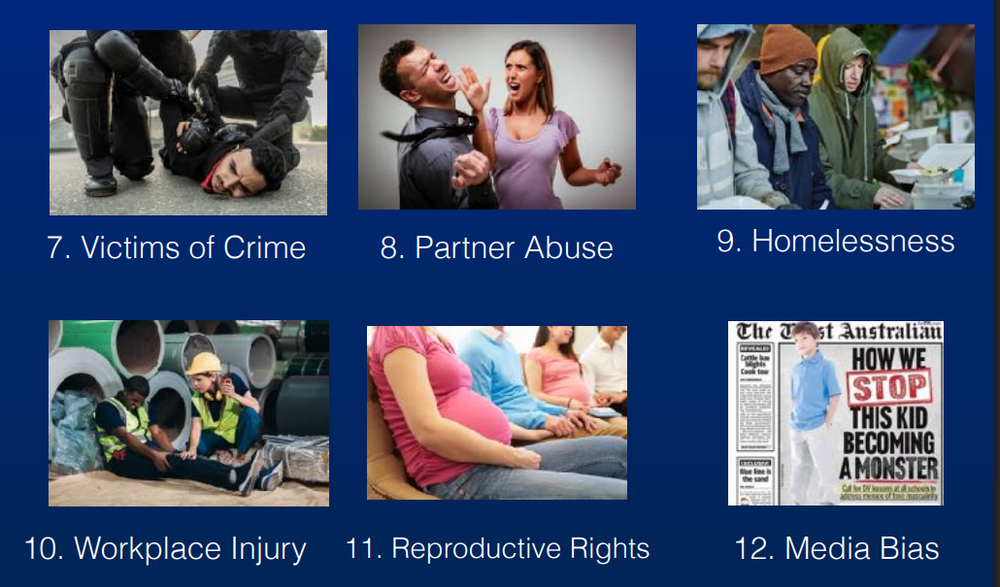 7. Victims of Crime
8. Partner Abuse
9. Homelessness
10. Workplace Injury
11. Reproductive Rights
The West Australian
REVEALED
Cattle ban
blights
Cook tour
EXCLUSIVE
Blue line in
the sand
HOW WE
STOP
THIS KID
BECOMING
A MONSTER
Call for DV lessons at all schools to
address menace of toxic masculinity
12. Media Bias